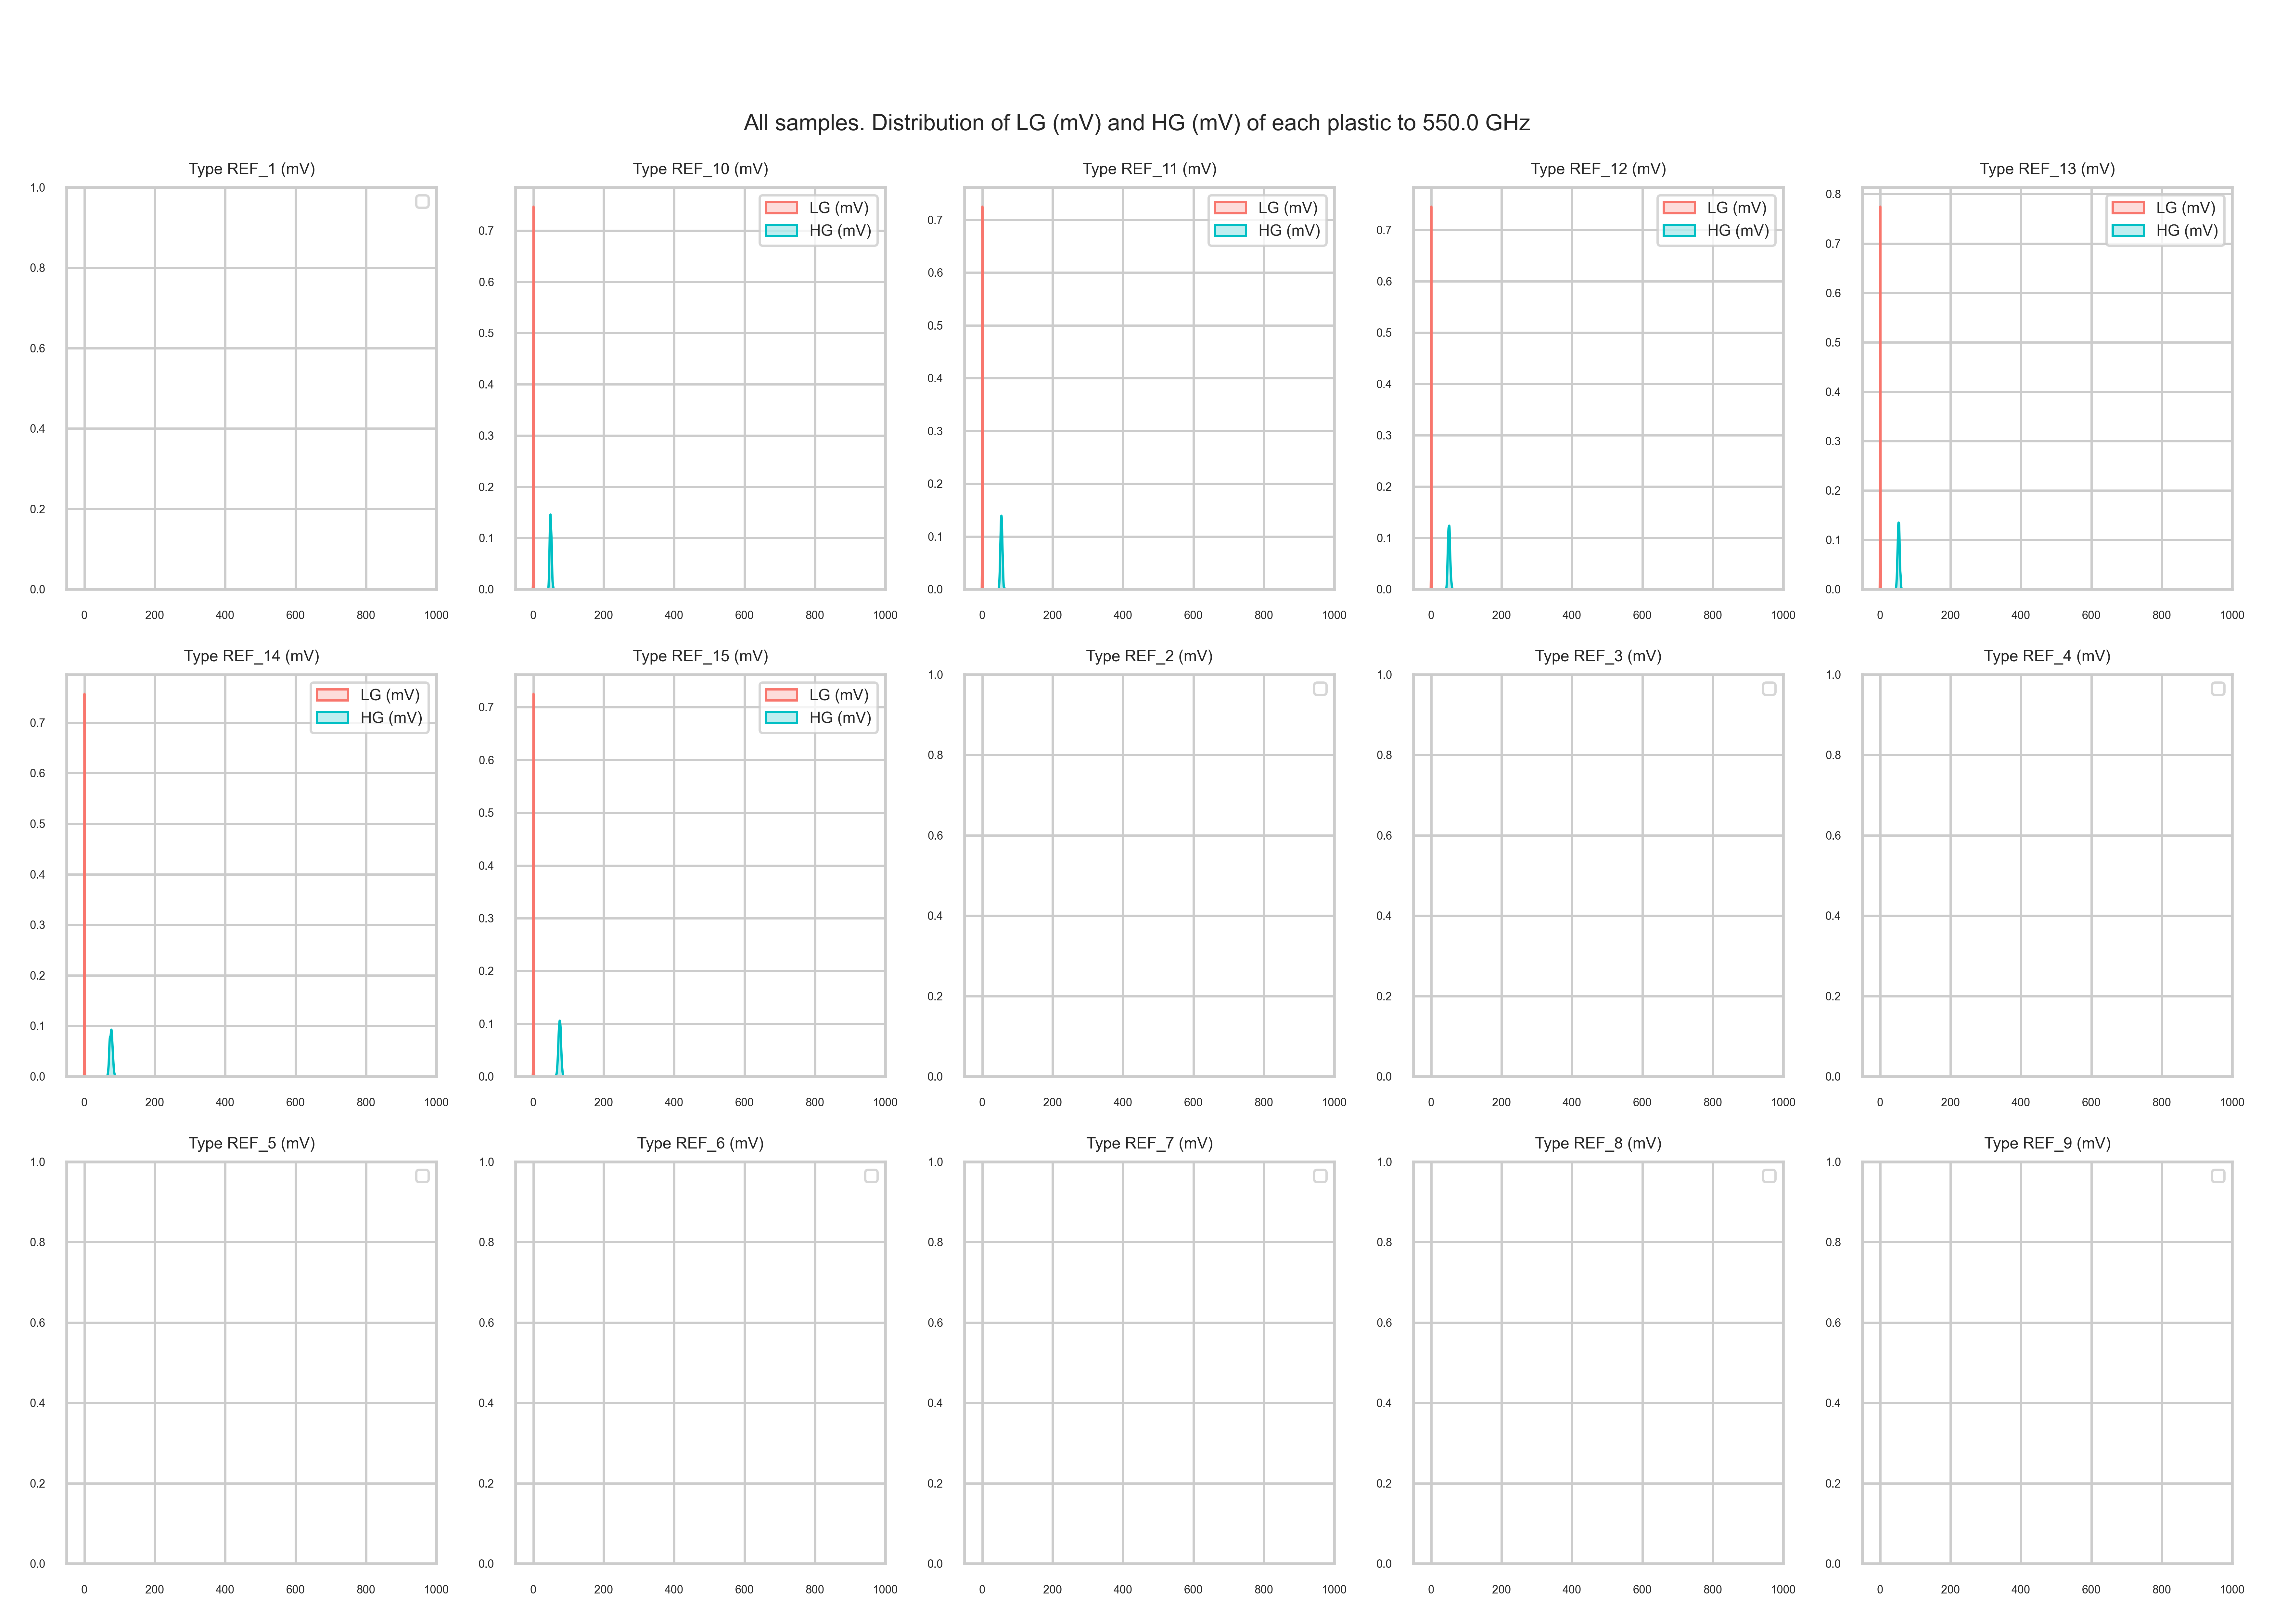 All samples. Distribution of LG (mV) and HG (mV) of each plastic to 550.0 GHz
Type REF_1 (mV)
1.0
0.8
0.6
0.4
0.2
0.0
0 200 400 600 800 1000
Type REF_10 (mV)
LG (mV)
HG (mV)
0.7
0.6
0.5
0.4
0.3
0.2
0.1
0.0
0 200 400 600 800 1000
Type REF_11 (mV)
LG (mV)
HG (mV)
0.7
0.6
0.5
0.4
0.3
0.2
0.1
0.0
0 200 400 600 800 1000
Type REF_12 (mV)
LG (mV)
HG (mV)
0.7
0.6
0.5
0.4
0.3
0.2
0.1
0.0
0 200 400 600 800 1000
Type REF_13 (mV)
LG (mV)
HG (mV)
0.8
0.7
0.6
0.5
0.4
0.3
0.2
0.1
0.0
0 200 400 600 800 1000
Type REF_14 (mV)
LG (mV)
HG (mV)
0.7
0.6
0.5
0.4
0.3
0.2
0.1
0.0
0 200 400 600 800 1000
Type REF_15 (mV)
LG (mV)
HG (mV)
0.7
0.6
0.5
0.4
0.3
0.2
0.1
0.0
0 200 400 600 800 1000
Type REF_2 (mV)
1.0
0.8
0.6
0.4
0.2
0.0
0 200 400 600 800 1000
Type REF_3 (mV)
1.0
0.8
0.6
0.4
0.2
0.0
0 200 400 600 800 1000
Type REF_4 (mV)
1.0
0.8
0.6
0.4
0.2
0.0
0 200 400 600 800 1000
Type REF_5 (mV)
1.0
0.8
0.6
0.4
0.2
0.0
0 200 400 600 800 1000
Type REF_6 (mV)
1.0
0.8
0.6
0.4
0.2
0.0
0 200 400 600 800 1000
Type REF_7 (mV)
1.0
0.8
0.6
0.4
0.2
0.0
0 200 400 600 800 1000
Type REF_8 (mV)
1.0
0.8
0.6
0.4
0.2
0.0
0 200 400 600 800 1000
Type REF_9 (mV)
1.0
0.8
0.6
0.4
0.2
0.0
0 200 400 600 800 1000